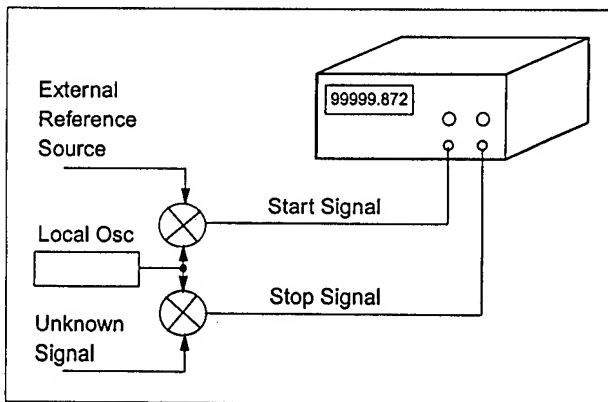 External
Reference
Source
99999.872
Start Signal
Local Osc
Stop Signal
Unknown
Signal